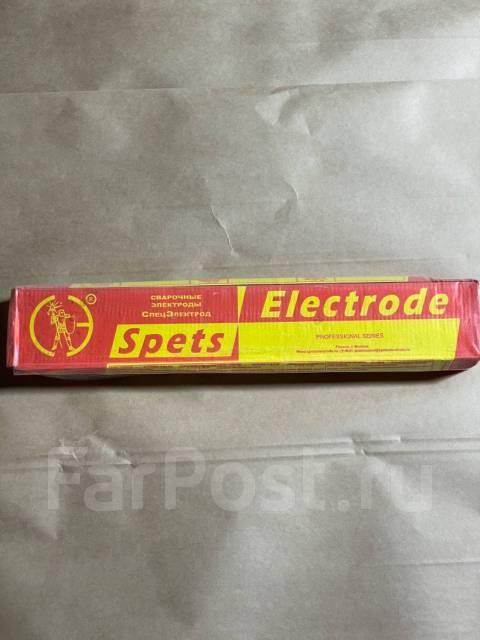 ®
СВАРОЧНЫЕ
ЭЛЕКТРОДЫ
СПЕЦЭЛЕКТРОД
Spets
Electrode
PROFESSIONAL SERIES
FarPost.ru